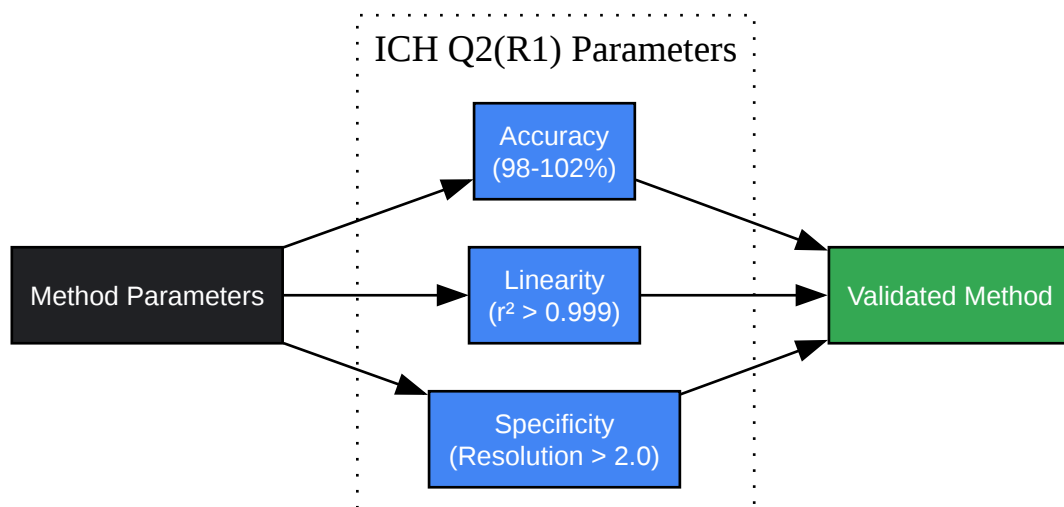 ICH Q2(R1) Parameters
Method Parameters
Accuracy
(98-102%)
Linearity
(r² > 0.999)
Specificity
(Resolution > 2.0)
Validated Method